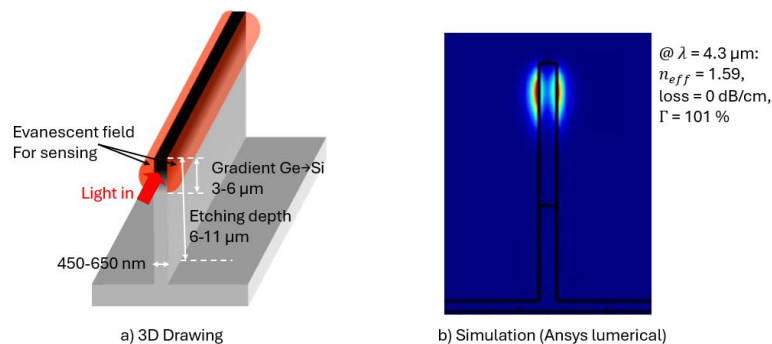 Evanescent field
For sensing
Light in
Gradient Ge→Si
3-6 µm
Etching depth
6-11 µm
450-650 nm
a) 3D Drawing
@ λ = 4.3 µm:
n_eff = 1.59,
loss = 0 dB/cm,
Γ = 101 %
b) Simulation (Ansys lumerical)